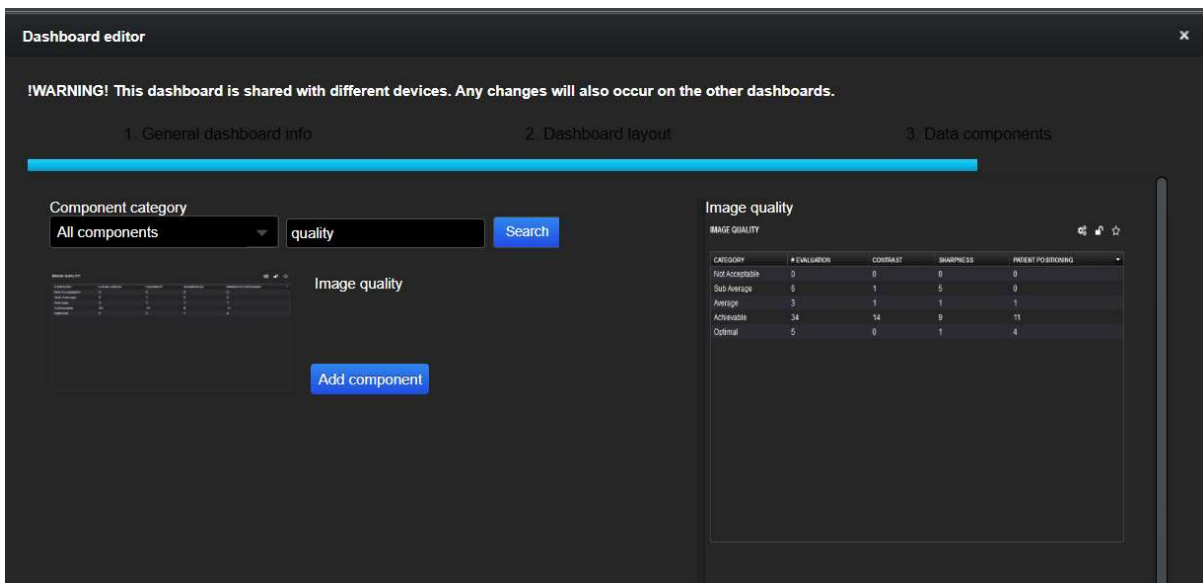 Dashboard editor ×
!WARNING! This dashboard is shared with different devices. Any changes will also occur on the other dashboards.
1. General dashboard info 2. Dashboard layout 3. Data components
Component category
All components quality Search
Image quality
Add component
Image quality
IMAGE QUALITY
CATEGORY # EVALUATION CONTRAST SHARPNESS PATIENT POSITIONING
Not Acceptable 0 0 0 0
Sub Average 6 1 5 0
Average 3 1 1 1
Achievable 34 14 9 11
Optimal 5 0 1 4